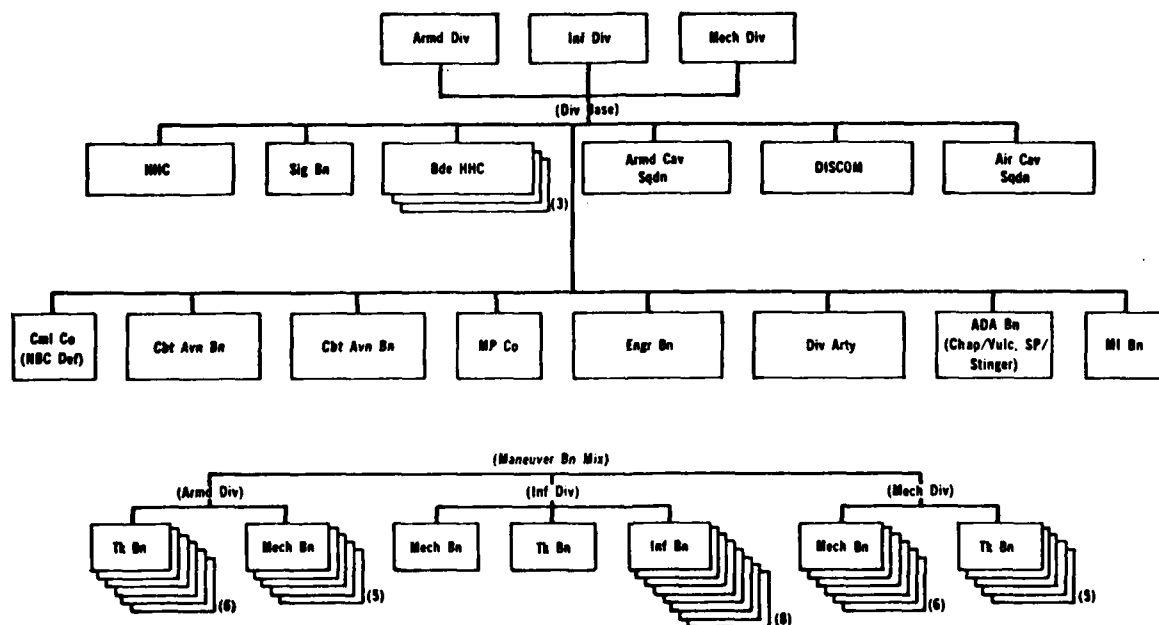 Armd Div
Inf Div
Mech Div
(Div Base)
HHC
Sig Bn
Bde HHC
(3)
Armd Cav
Sqdn
DISCOM
Air Cav
Sqdn
Cml Co
(NBC Def)
Cbt Avn Bn
Cbt Avn Bn
MP Co
Engr Bn
Div Arty
ADA Bn
(Chap/Vulc, SP/
Stinger)
MI Bn
(Maneuver Bn Mix)
(Armd Div)
(Inf Div)
(Mech Div)
Tk Bn
(6)
Mech Bn
(5)
Mech Bn
Tk Bn
Inf Bn
(8)
Mech Bn
(6)
Tk Bn
(5)